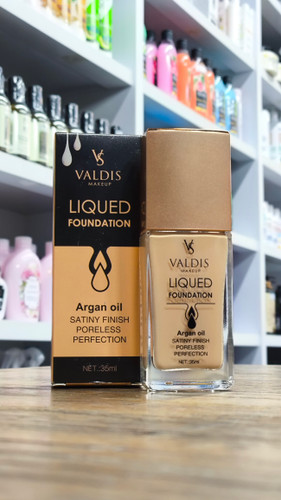 VS
VALDIS
MAKEUP
LIQUED
FOUNDATION
Argan oil
SATINY FINISH
PORELESS
PERFECTION
NET :35ml
VS
VALDIS
MAKEUP
LIQUED
FOUNDATION
Argan oil
SATINY FINISH
PORELESS
PERFECTION
NET :35ml